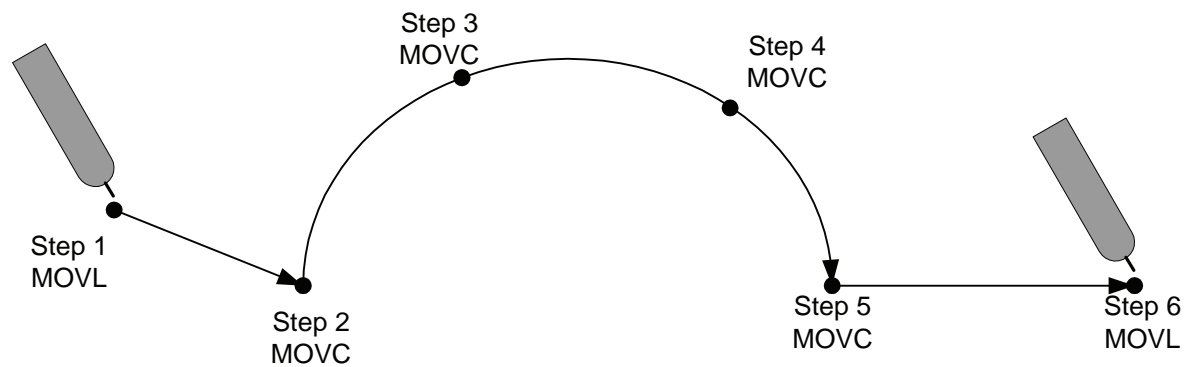 Step 1
MOVL
Step 2
MOVC
Step 3
MOVC
Step 4
MOVC
Step 5
MOVC
Step 6
MOVL